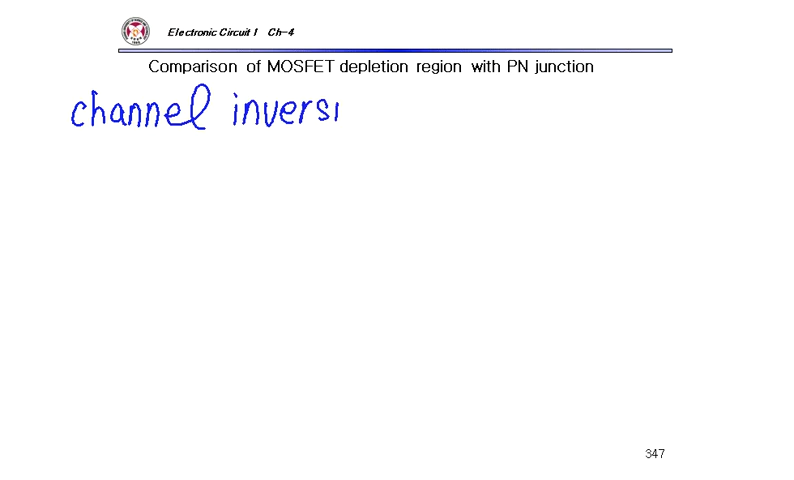 Electronic Circuit 1 Ch-4
Comparison of MOSFET depletion region with PN junction
channel inversi
347